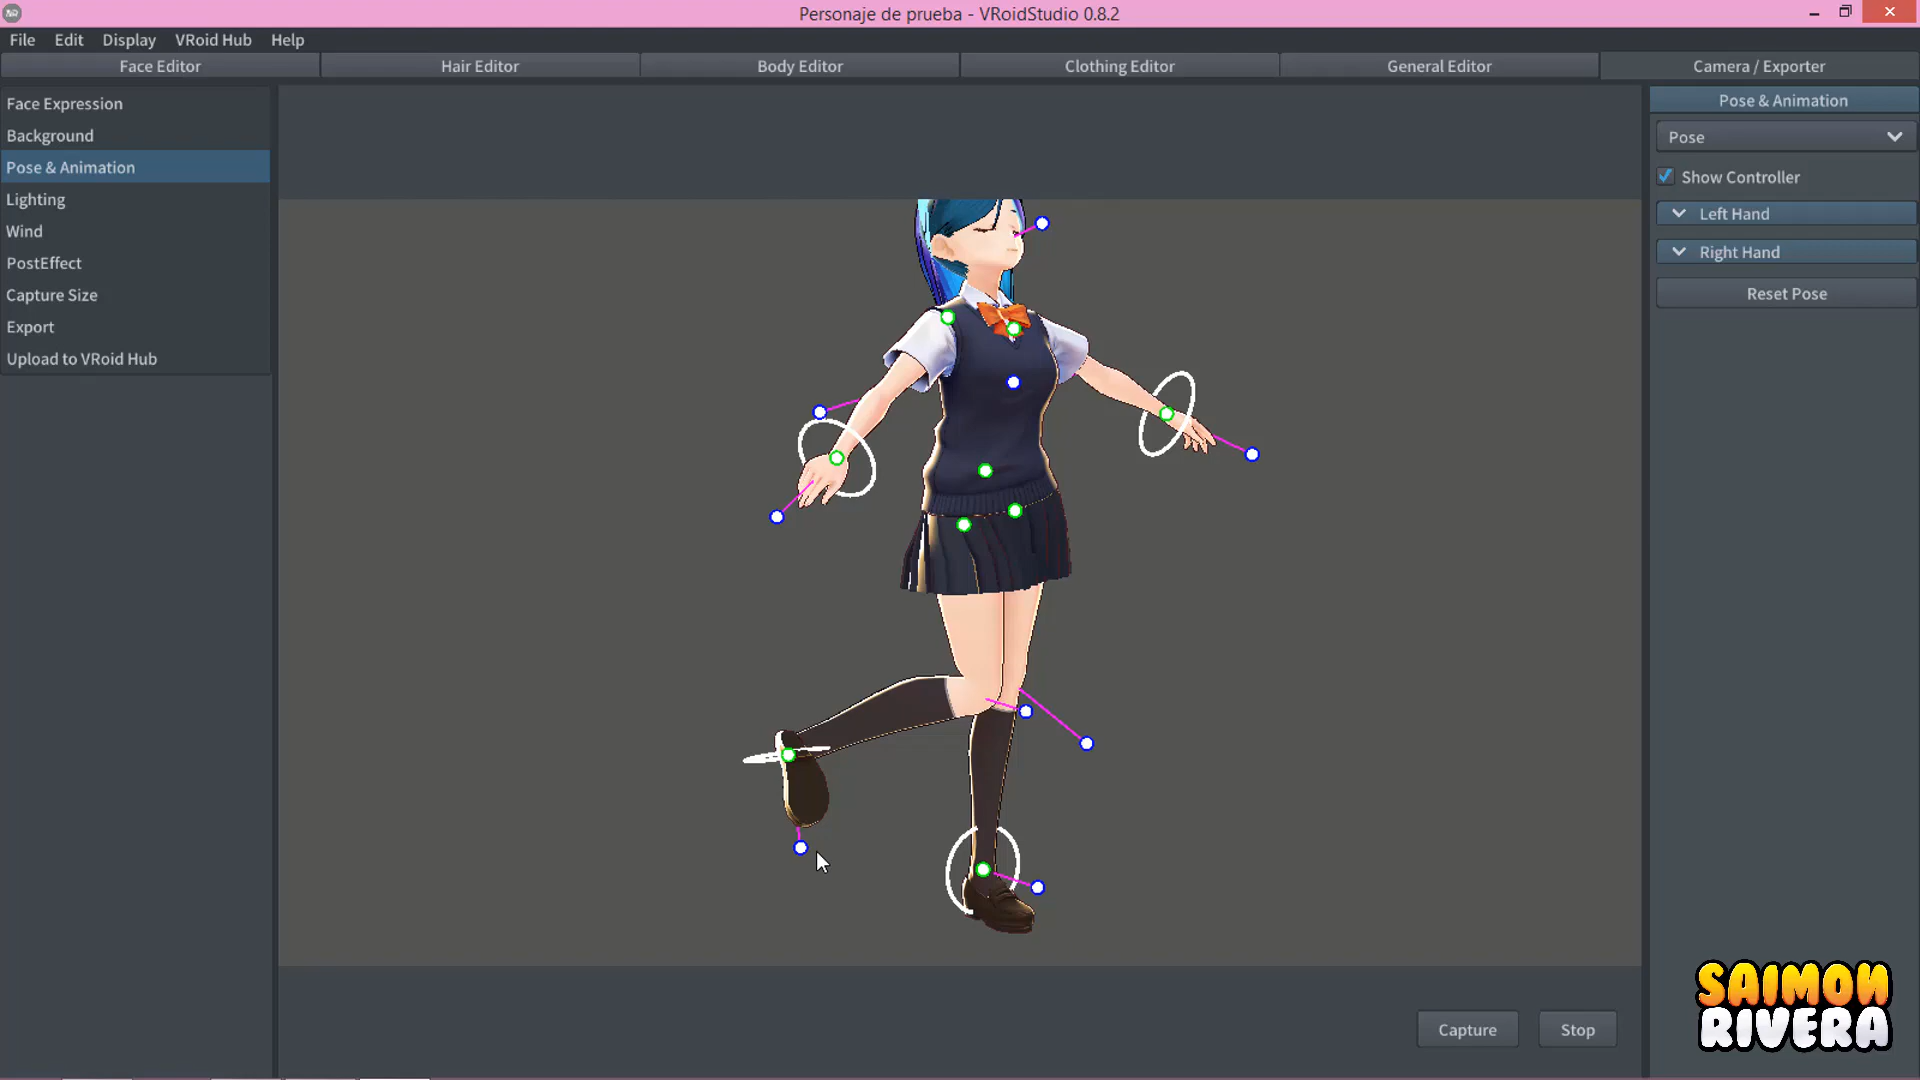 Personaje de prueba - VRoidStudio 0.8.2
File Edit Display VRoid Hub Help
Face Editor Hair Editor Body Editor Clothing Editor General Editor Camera / Exporter
Face Expression
Background
Pose & Animation
Lighting
Wind
PostEffect
Capture Size
Export
Upload to VRoid Hub
Pose & Animation
Pose
Show Controller
Left Hand
Right Hand
Reset Pose
Capture Stop
SAIMON
RIVERA